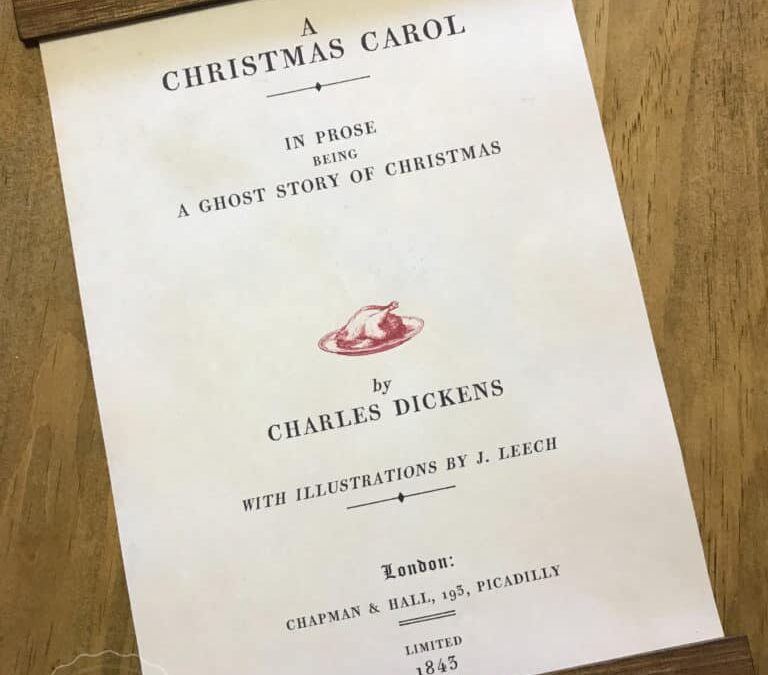 A
CHRISTMAS CAROL
IN PROSE
BEING
A GHOST STORY OF CHRISTMAS
by
CHARLES DICKENS
WITH ILLUSTRATIONS BY J. LEECH
London:
CHAPMAN & HALL, 193, PICADILLY
LIMITED
1843